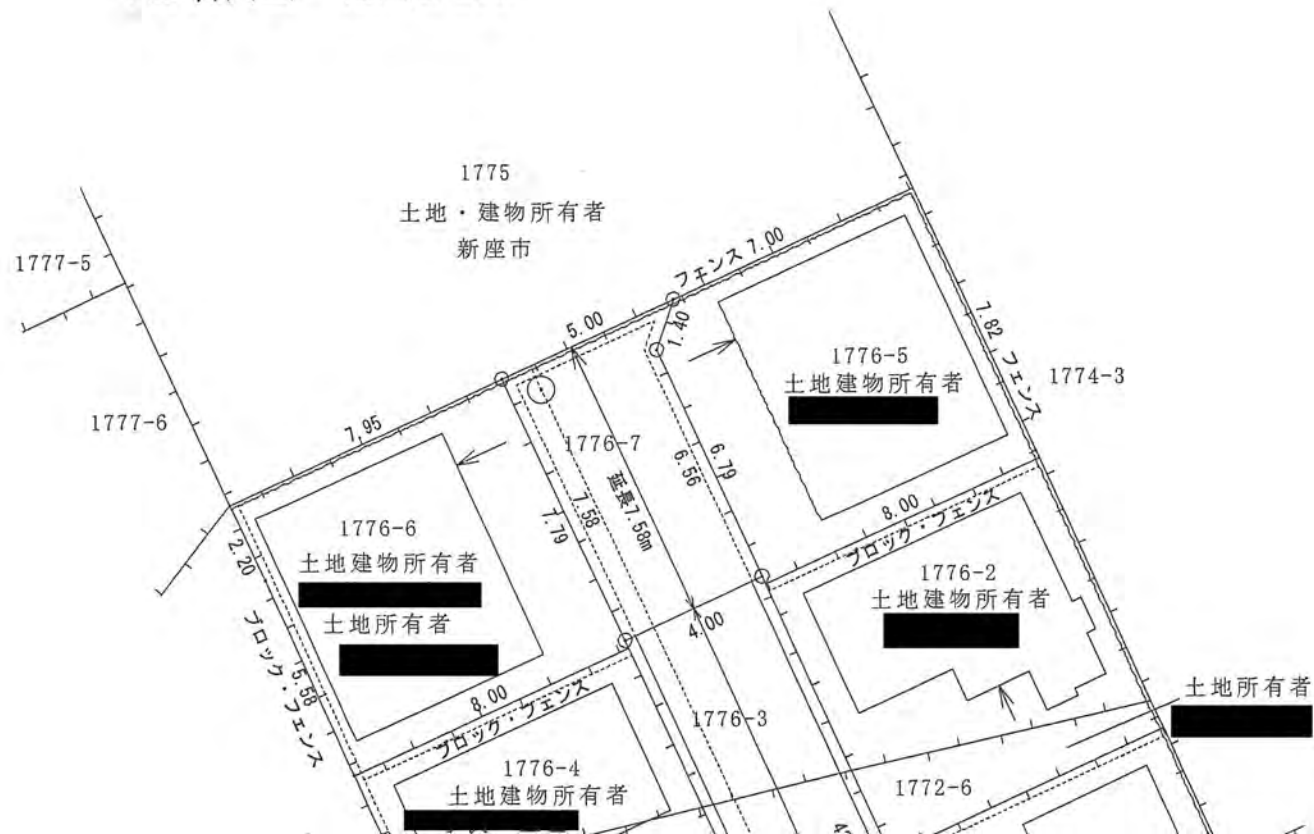 1775
土地・建物所有者
新座市
1777-5
1777-6
フェンス 7.00
5.00
1.40
7.95
7.82 フェンス
1776-5
土地建物所有者
1774-3
1776-7
6.79
6.56
延長7.58m
7.58
7.79
8.00
ブロック・フェンス
1776-6
土地建物所有者
土地所有者
2.20
ブロック・フェンス
5.58
1776-2
土地建物所有者
4.00
8.00
ブロック・フェンス
1776-3
土地所有者
1776-4
土地建物所有者
1772-6